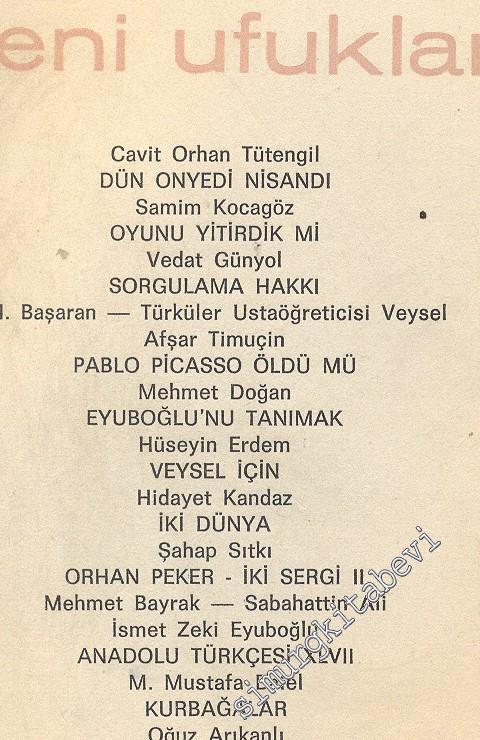 eni ufuklar
Cavit Orhan Tütengil
DÜN ONYEDİ NİSANDI
Samim Kocagöz
OYUNU YİTİRDİK Mİ
Vedat Günyol
SORGULAMA HAKKI
M. Başaran — Türküler Ustaöğreticisi Veysel
Afşar Timuçin
PABLO PİCASSO ÖLDÜ MÜ
Mehmet Doğan
EYUBOĞLU'NU TANIMAK
Hüseyin Erdem
VEYSEL İÇİN
Hidayet Kandaz
İKİ DÜNYA
Şahap Sıtkı
ORHAN PEKER - İKİ SERGİ II
Mehmet Bayrak — Sabahattin Ali
İsmet Zeki Eyuboğlu
ANADOLU TÜRKÇESİ XLVII
M. Mustafa
KURBAĞALAR
Oğuz Arıkanlı
simurgkitabevi